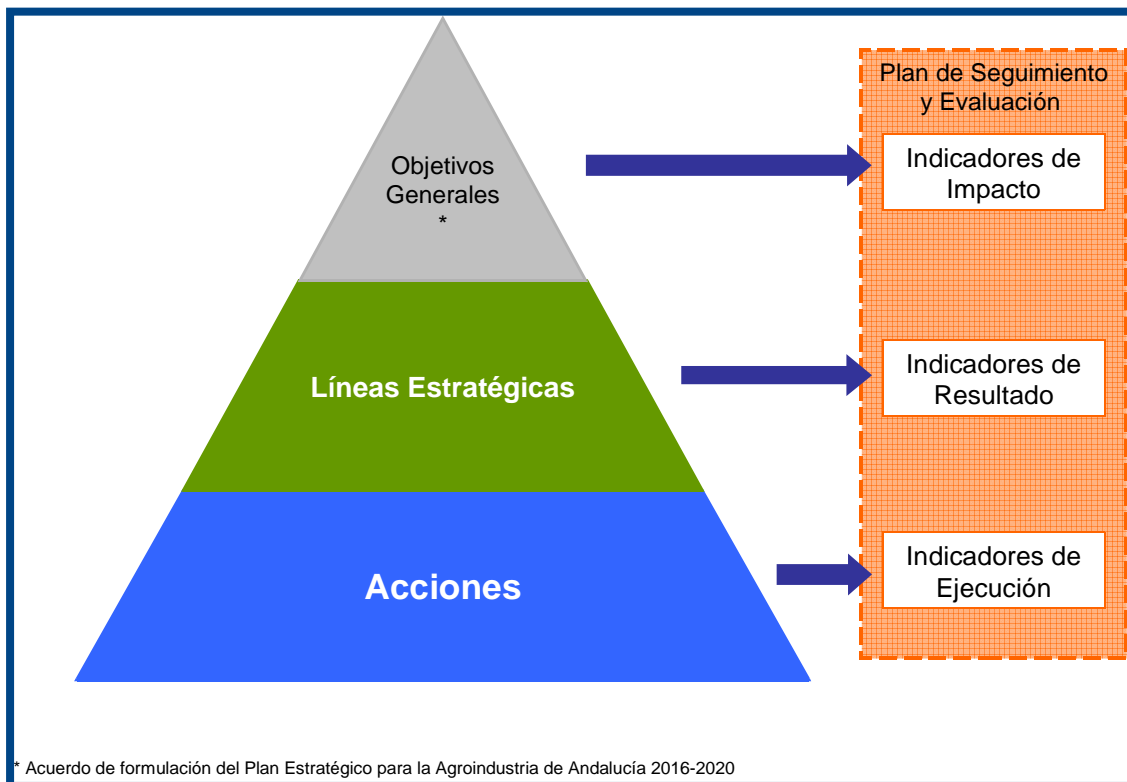 Plan de Seguimiento
y Evaluación
Objetivos
Generales
*
Indicadores de
Impacto
Líneas Estratégicas
Indicadores de
Resultado
Acciones
Indicadores de
Ejecución
* Acuerdo de formulación del Plan Estratégico para la Agroindustria de Andalucía 2016-2020